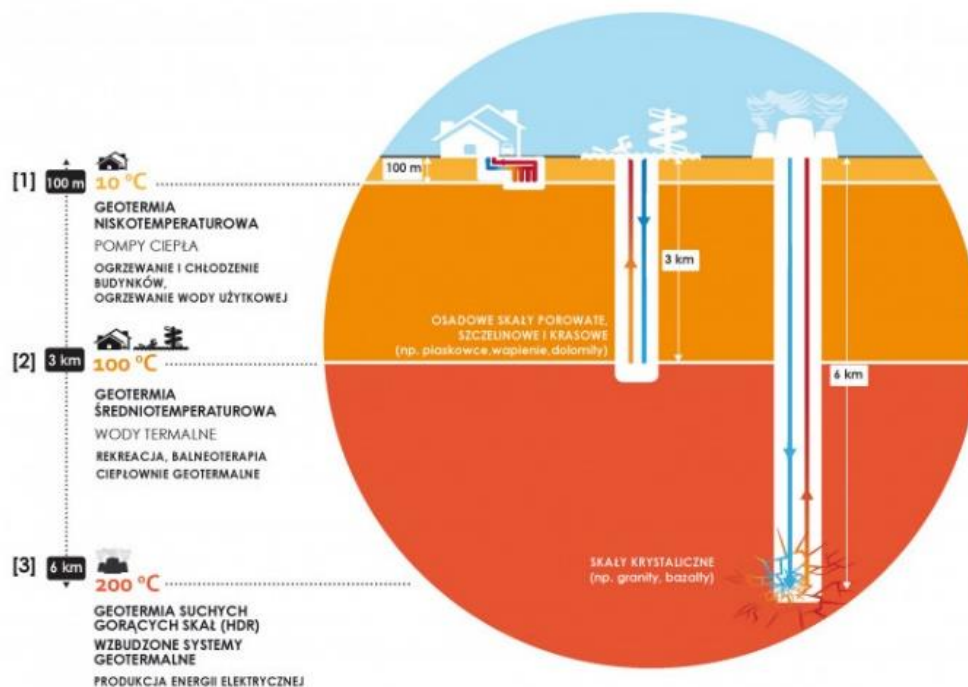 [1] 100 m
10 °C
GEOTERMIA
NISKOTEMPERATUROWA
POMPY CIEPŁA
OGRZEWANIE I CHŁODZENIE
BUDYNKÓW,
OGRZEWANIE WODY UŻYTKOWEJ
[2] 3 km
100 °C
GEOTERMIA
ŚREDNIOTEMPERATUROWA
WODY TERMALNE
REKREACJA, BALNEOTERAPIA
CIEPŁOWNIE GEOTERMALNE
[3] 6 km
200 °C
GEOTERMIA SUCHYCH
GORĄCYCH SKAŁ (HDR)
WZBUDZONE SYSTEMY
GEOTERMALNE
PRODUKCJA ENERGII ELEKTRYCZNEJ
100 m
3 km
OSADOWE SKAŁY POROWATE,
SZCZELINOWE I KRASOWE
(np. piaskowce,wapienie,dolomity)
6 km
SKAŁY KRYSTALICZNE
(np. granity, bazalty)